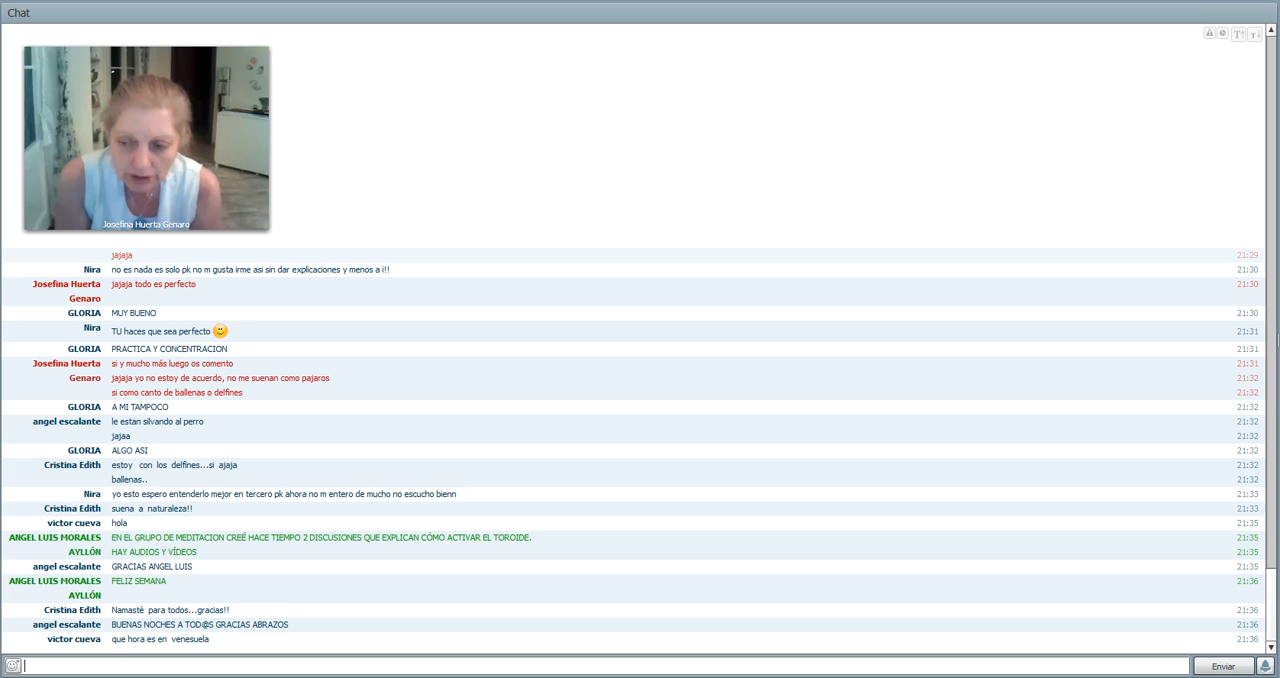 Chat
Josefina Huerta Genaro
jajaja 21:29
Nira no es nada es solo pk no m gusta irme asi sin dar explicaciones y menos a i!! 21:30
Josefina Huerta jajaja todo es perfecto 21:30
Genaro
GLORIA MUY BUENO 21:30
Nira TU haces que sea perfecto 21:31
GLORIA PRACTICA Y CONCENTRACION 21:31
Josefina Huerta si y mucho más luego os comento 21:31
Genaro jajaja yo no estoy de acuerdo, no me suenan como pajaros 21:32
si como canto de ballenas o delfines 21:32
GLORIA A MI TAMPOCO 21:32
angel escalante le estan silvando al perro 21:32
jajaa 21:32
GLORIA ALGO ASI 21:32
Cristina Edith estoy con los delfines...si ajaja 21:32
ballenas.. 21:32
Nira yo esto espero entenderlo mejor en tercero pk ahora no m entero de mucho no escucho bienn 21:33
Cristina Edith suena a naturaleza!! 21:33
victor cueva hola 21:35
ANGEL LUIS MORALES EN EL GRUPO DE MEDITACION CREÉ HACE TIEMPO 2 DISCUSIONES QUE EXPLICAN CÓMO ACTIVAR EL TOROIDE. 21:35
AYLLÓN HAY AUDIOS Y VÍDEOS 21:35
angel escalante GRACIAS ANGEL LUIS 21:35
ANGEL LUIS MORALES FELIZ SEMANA 21:36
AYLLÓN
Cristina Edith Namastè para todos...gracias!! 21:36
angel escalante BUENAS NOCHES A TOD@S GRACIAS ABRAZOS 21:36
victor cueva que hora es en venesuela 21:36
Enviar